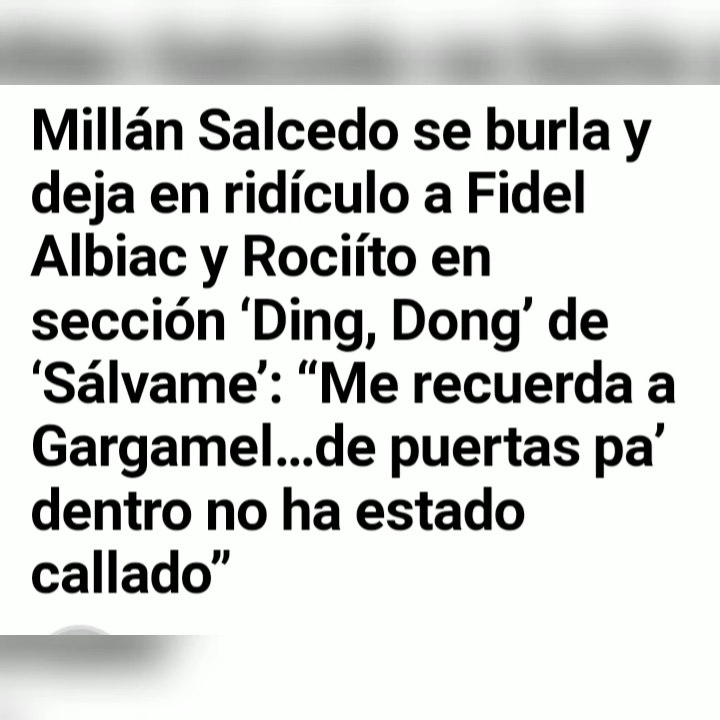 Millán Salcedo se burla y
deja en ridículo a Fidel
Albiac y Rociíto en
sección ‘Ding, Dong’ de
‘Sálvame’: “Me recuerda a
Gargamel...de puertas pa’
dentro no ha estado
callado”